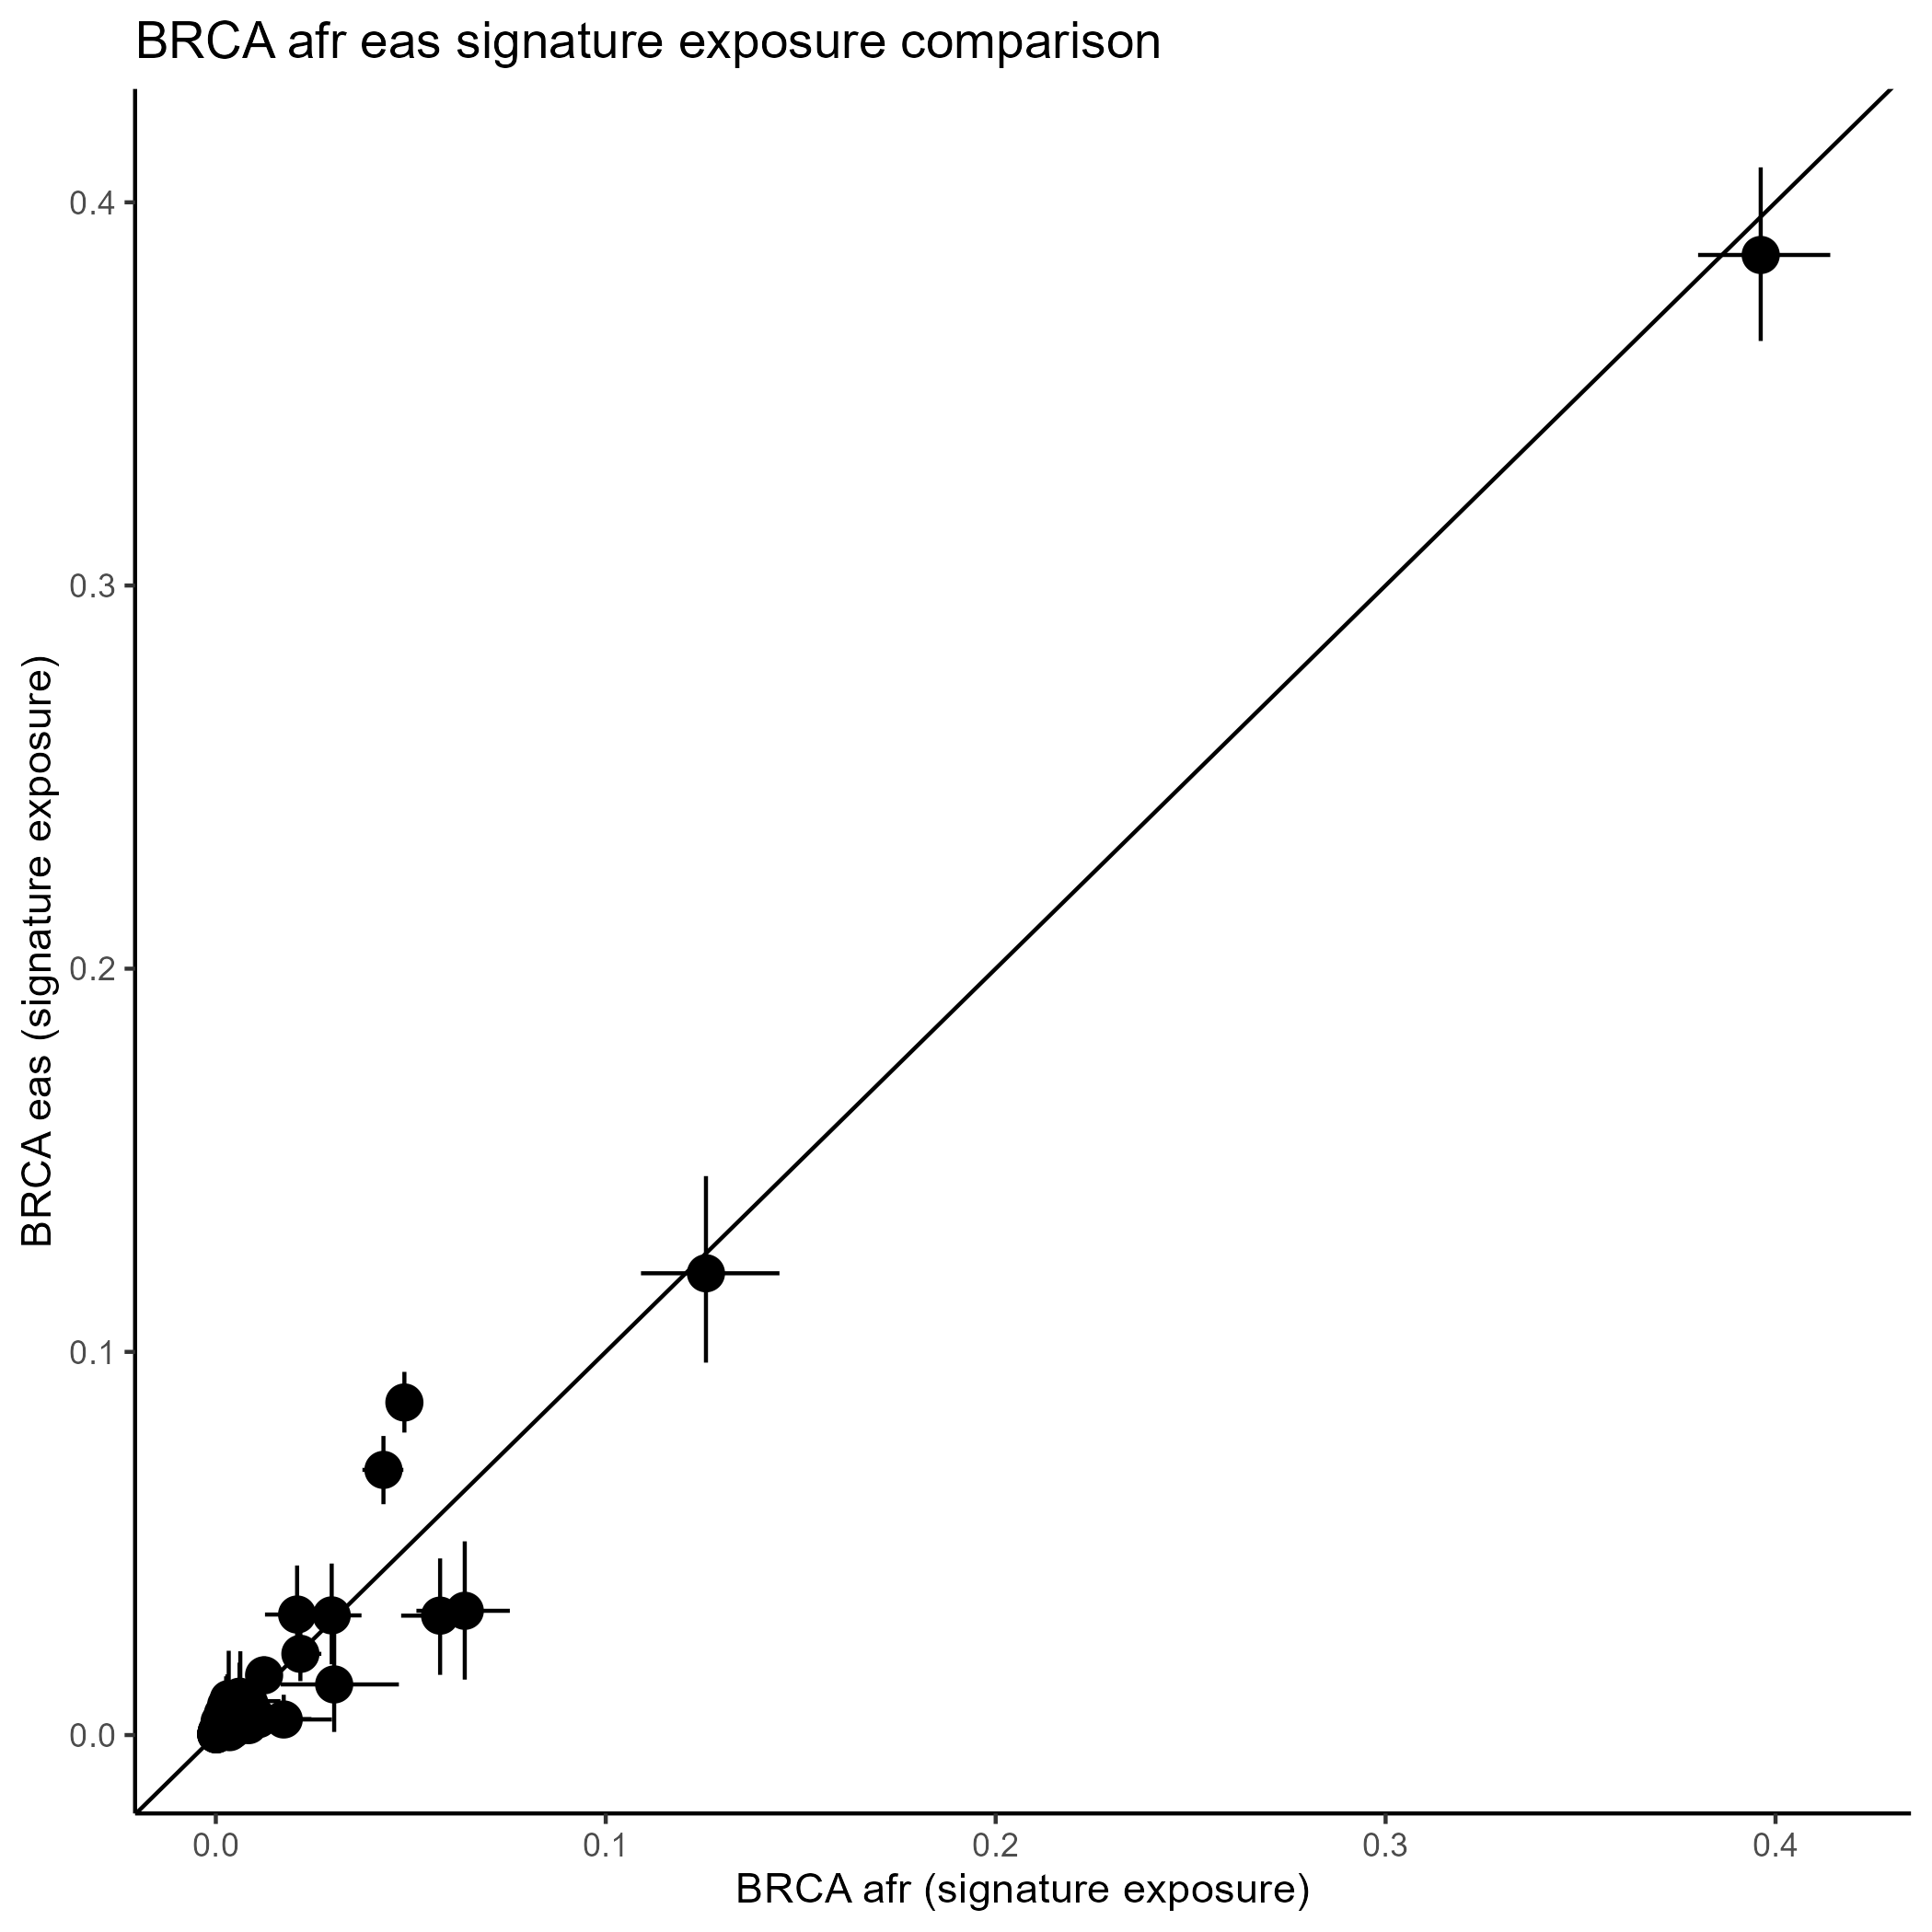 BRCA afr eas signature exposure comparison
BRCA eas (signature exposure)
0.4
0.3
0.2
0.1
0.0
0.0 0.1 0.2 0.3 0.4
BRCA afr (signature exposure)